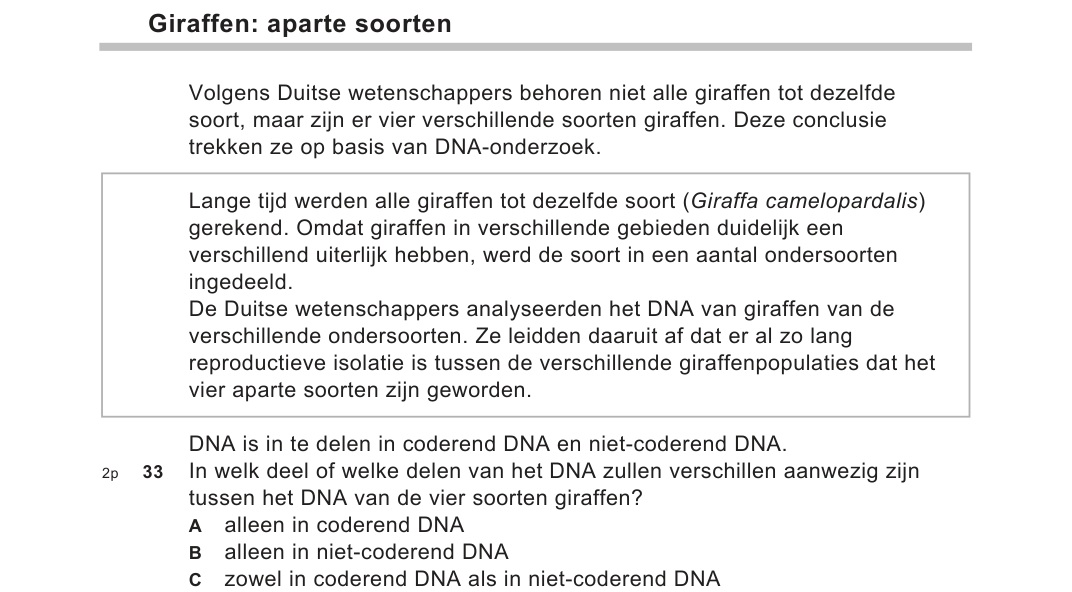 Giraffen: aparte soorten
Volgens Duitse wetenschappers behoren niet alle giraffen tot dezelfde
soort, maar zijn er vier verschillende soorten giraffen. Deze conclusie
trekken ze op basis van DNA-onderzoek.
Lange tijd werden alle giraffen tot dezelfde soort (Giraffa camelopardalis)
gerekend. Omdat giraffen in verschillende gebieden duidelijk een
verschillend uiterlijk hebben, werd de soort in een aantal ondersoorten
ingedeeld.
De Duitse wetenschappers analyseerden het DNA van giraffen van de
verschillende ondersoorten. Ze leidden daaruit af dat er al zo lang
reproductieve isolatie is tussen de verschillende giraffenpopulaties dat het
vier aparte soorten zijn geworden.
DNA is in te delen in coderend DNA en niet-coderend DNA.
2p 33 In welk deel of welke delen van het DNA zullen verschillen aanwezig zijn
tussen het DNA van de vier soorten giraffen?
A alleen in coderend DNA
B alleen in niet-coderend DNA
C zowel in coderend DNA als in niet-coderend DNA